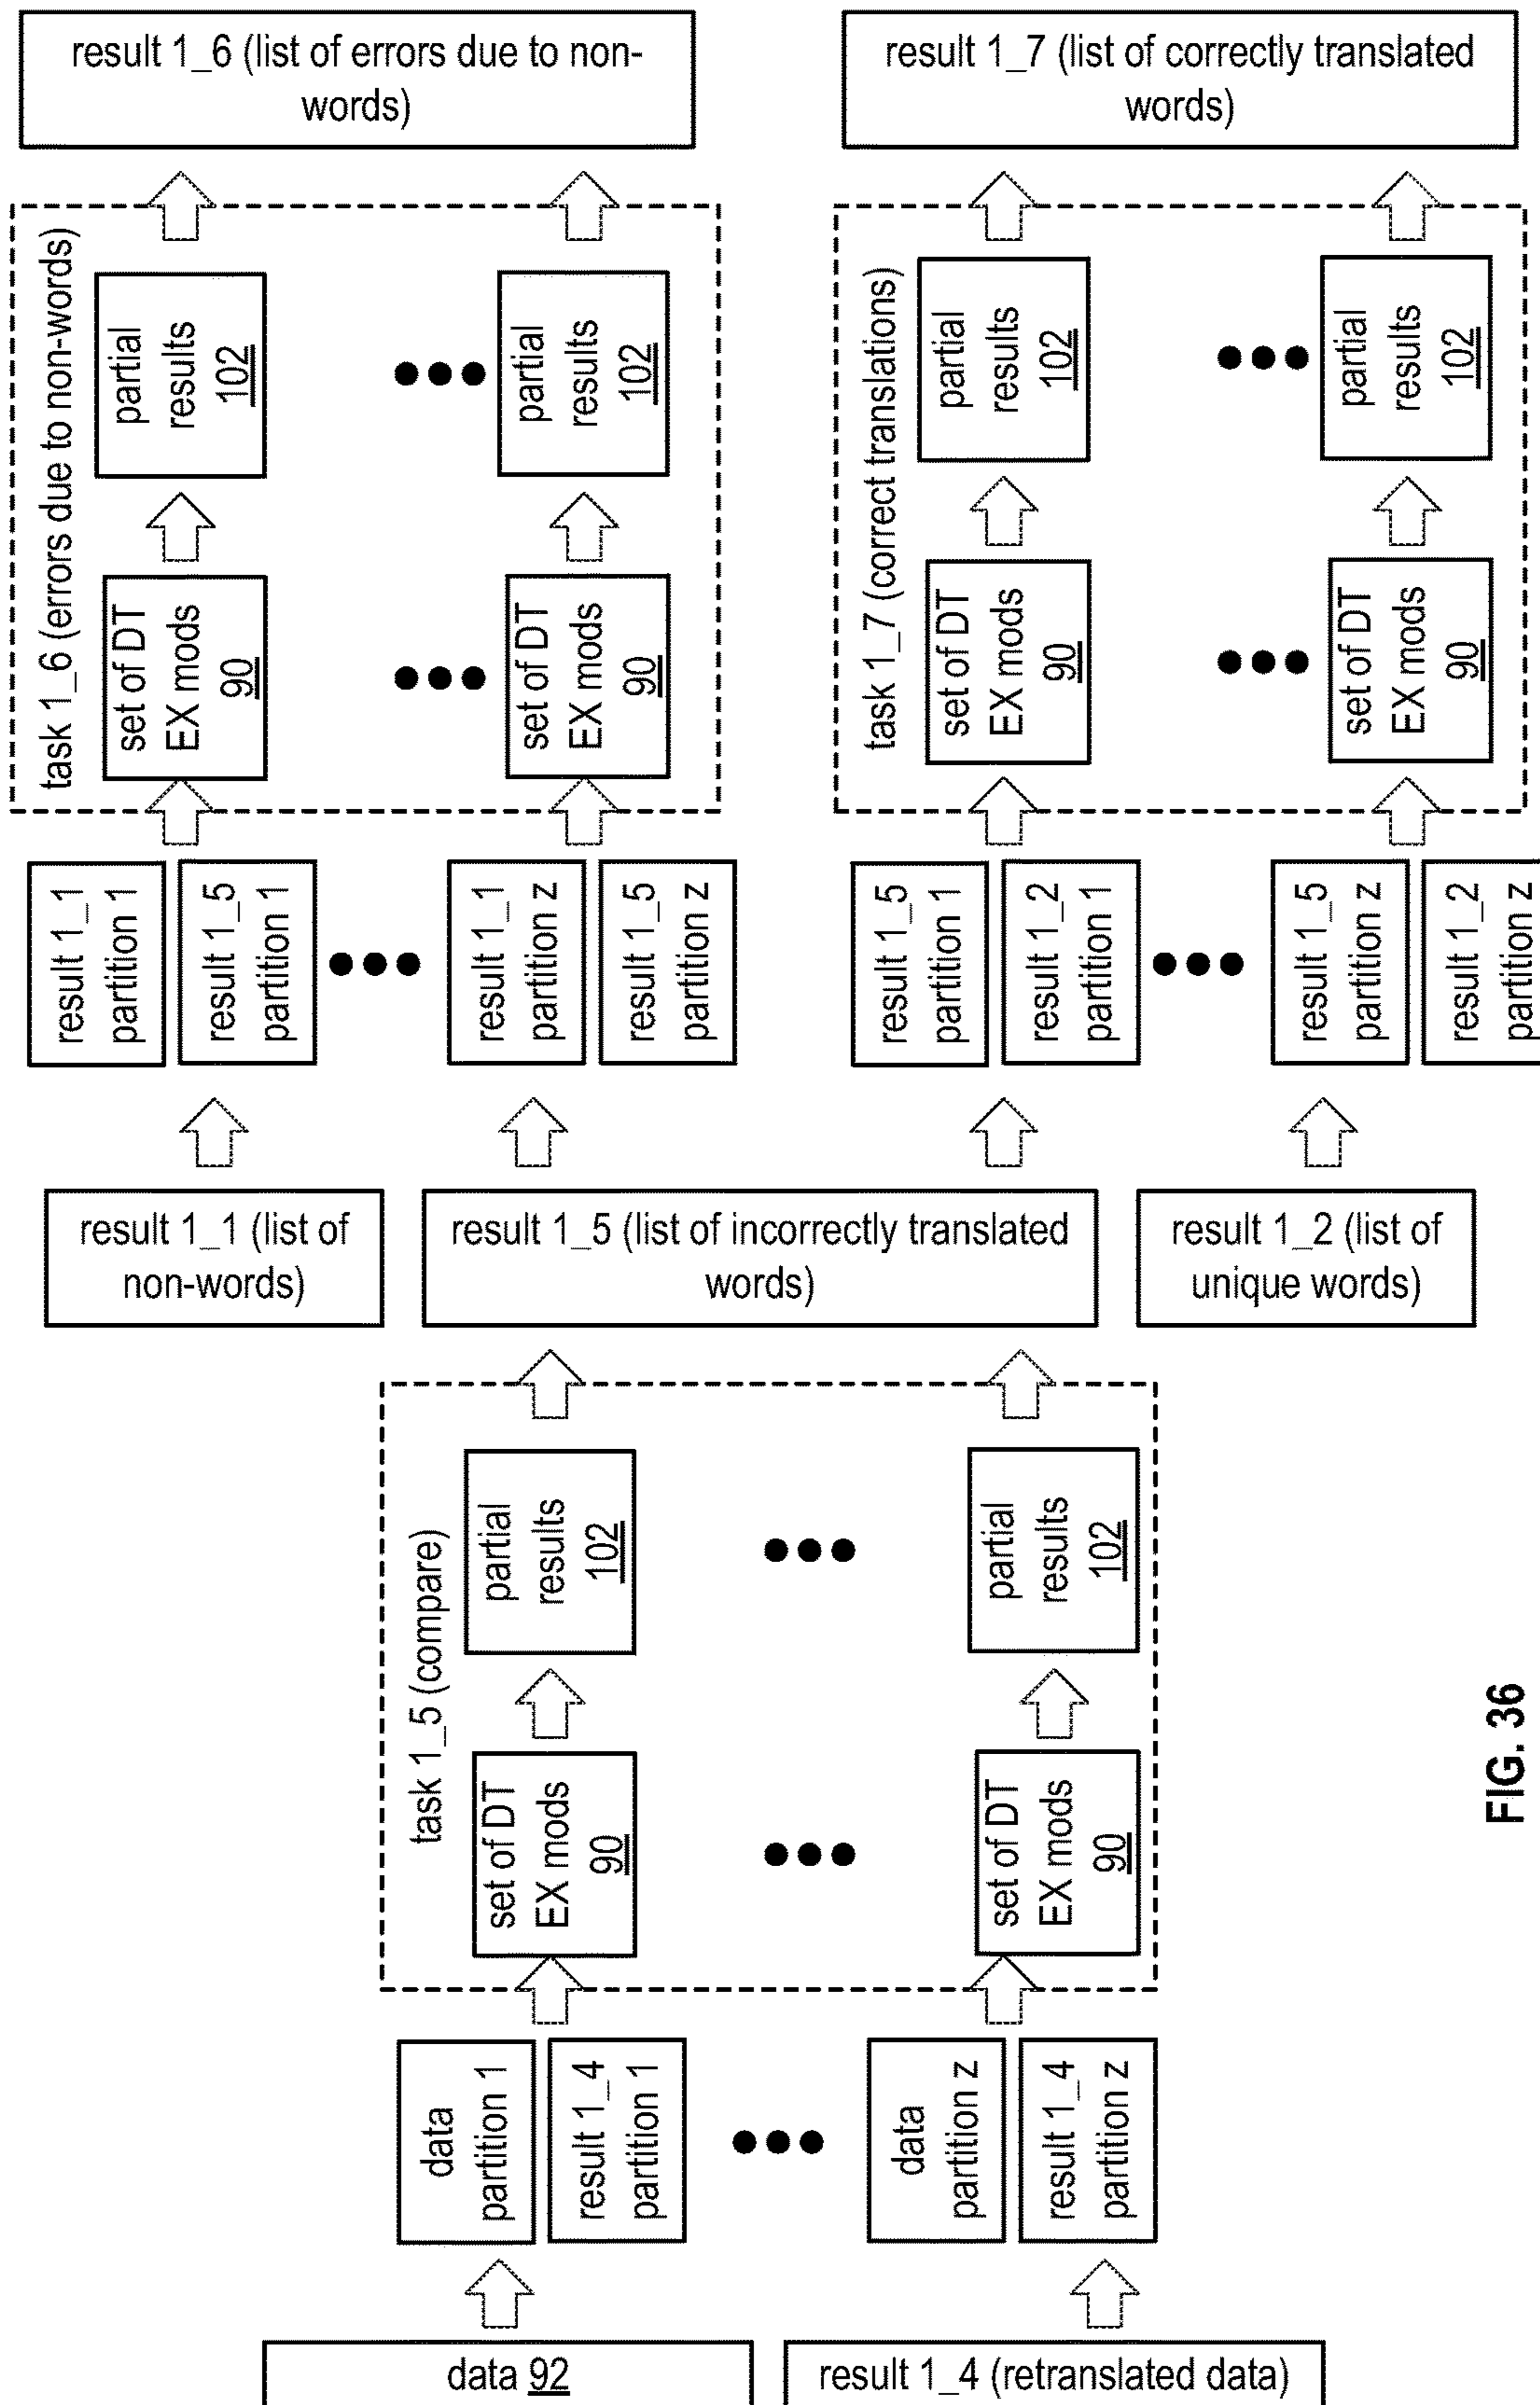 result 1_6 (list of errors due to non-
words)
result 1_7 (list of correctly translated
words)
task 1_6 (errors due to non-words)
partial
results
102
partial
results
102
set of DT
EX mods
90
set of DT
EX mods
90
task 1_7 (correct translations)
partial
results
102
partial
results
102
set of DT
EX mods
90
set of DT
EX mods
90
result 1_1
partition 1
result 1_5
partition 1
result 1_1
partition z
result 1_5
partition z
result 1_5
partition 1
result 1_2
partition 1
result 1_5
partition z
result 1_2
partition z
result 1_1 (list of
non-words)
result 1_5 (list of incorrectly translated
words)
result 1_2 (list of
unique words)
task 1_5 (compare)
partial
results
102
partial
results
102
set of DT
EX mods
90
set of DT
EX mods
90
data
partition 1
result 1_4
partition 1
data
partition z
result 1_4
partition z
data 92
result 1_4 (retranslated data)
FIG. 36